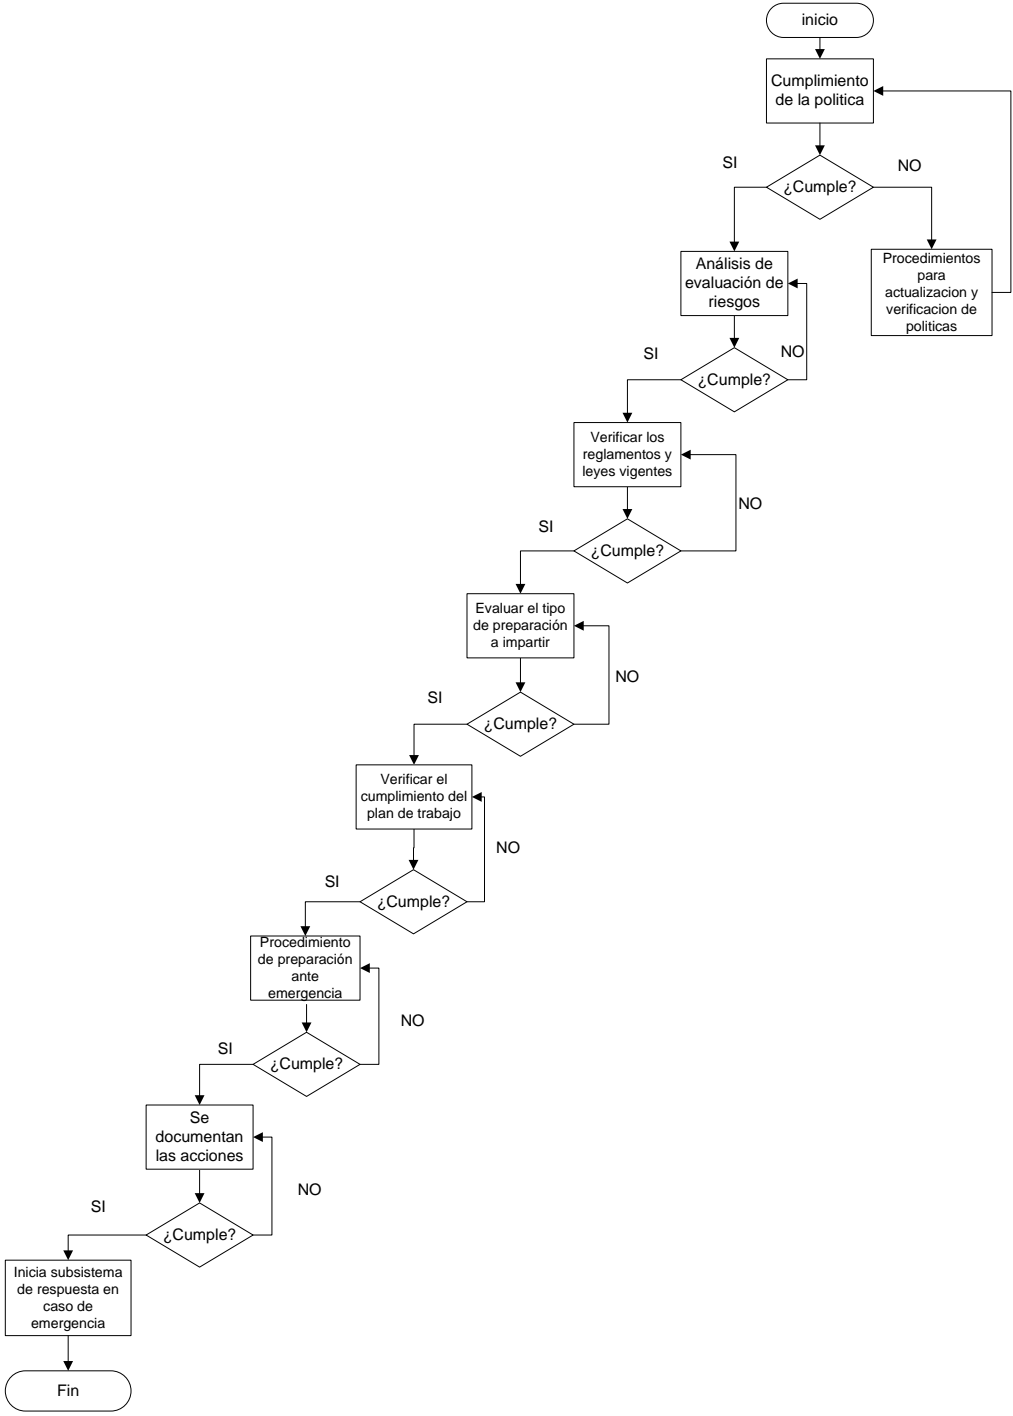 inicio
Cumplimiento
de la politica
SI
NO
¿Cumple?
Análisis de
evaluación de
riesgos
Procedimientos
para
actualizacion y
verificacion de
politicas
SI
NO
¿Cumple?
Verificar los
reglamentos y
leyes vigentes
NO
SI
¿Cumple?
Evaluar el tipo
de preparación
a impartir
NO
SI
¿Cumple?
Verificar el
cumplimiento del
plan de trabajo
NO
SI
¿Cumple?
Procedimiento
de preparación
ante
emergencia
NO
SI
¿Cumple?
Se
documentan
las acciones
NO
SI
¿Cumple?
Inicia subsistema
de respuesta en
caso de
emergencia
Fin